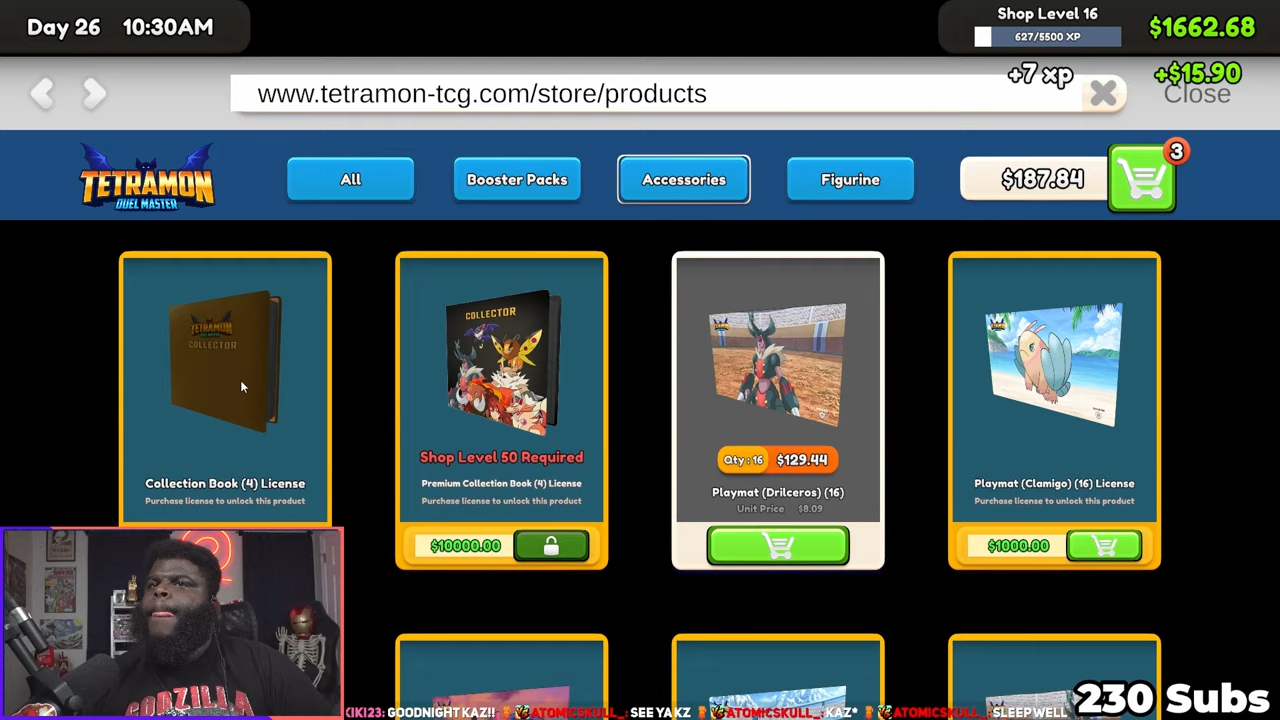 Day 26 10:30AM
Shop Level 16
627/5500 XP
$1662.68
+7 xp
+$15.90
www.tetramon-tcg.com/store/products
Close
TETRAMON
DUEL MASTER
All
Booster Packs
Accessories
Figurine
$187.84
3
TETRAMON
COLLECTOR
Collection Book (4) License
Purchase license to unlock this product
COLLECTOR
Shop Level 50 Required
Premium Collection Book (4) License
Purchase license to unlock this product
$10000.00
Qty: 16 $129.44
Playmat (Drilceros) (16)
Unit Price $8.09
Playmat (Clamigo) (16) License
Purchase license to unlock this product
$1000.00
GODZILLA
KIKI23: GOODNIGHT KAZ!! ATOMICSKULL_: SEE YA KZ ATOMICSKULL_: KAZ* ATOMICSKULL_: SLEEP WELL
230 Subs